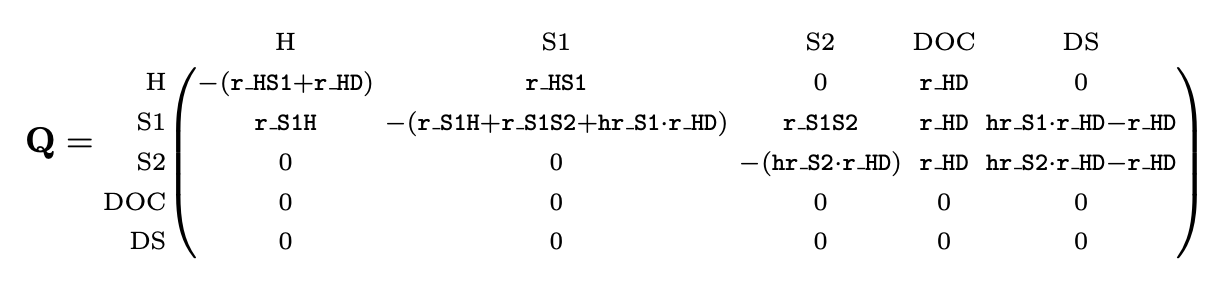 H S1 S2 DOC DS
H −(r_HS1+r_HD) r_HS1 0 r_HD 0
Q = S1 r_S1H −(r_S1H+r_S1S2+hr_S1·r_HD) r_S1S2 r_HD hr_S1·r_HD−r_HD
S2 0 0 −(hr_S2·r_HD) r_HD hr_S2·r_HD−r_HD
DOC 0 0 0 0 0
DS 0 0 0 0 0